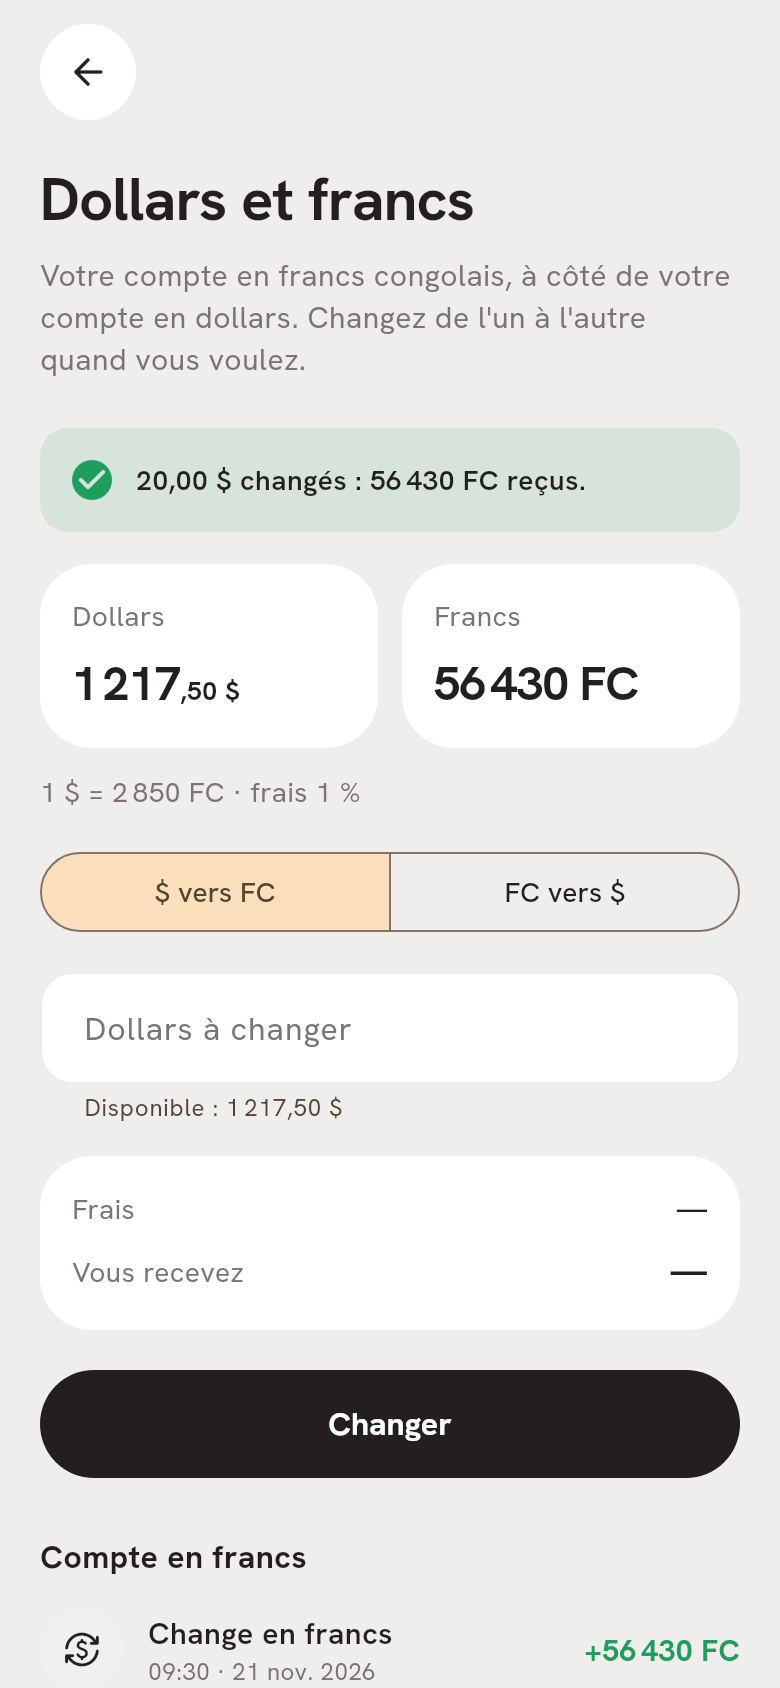 Dollars et francs
Votre compte en francs congolais, à côté de votre
compte en dollars. Changez de l'un à l'autre
quand vous voulez.
20,00 $ changés : 56 430 FC reçus.
Dollars
1 217,50 $
Francs
56 430 FC
1 $ = 2 850 FC · frais 1 %
$ vers FC
FC vers $
Dollars à changer
Disponible : 1 217,50 $
Frais —
Vous recevez —
Changer
Compte en francs
Change en francs
+56 430 FC
09:30 · 21 nov. 2026